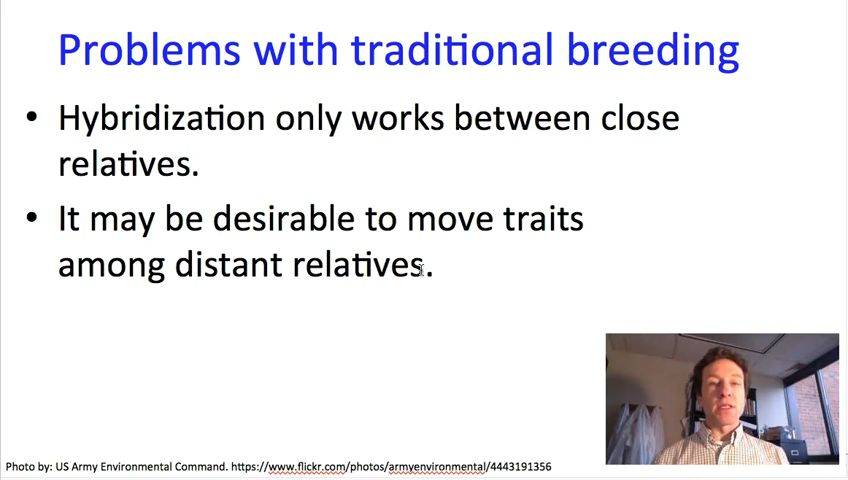 Problems with traditional breeding
• Hybridization only works between close
relatives.
• It may be desirable to move traits
among distant relatives.
Photo by: US Army Environmental Command. https://www.flickr.com/photos/armyenvironmental/4443191356